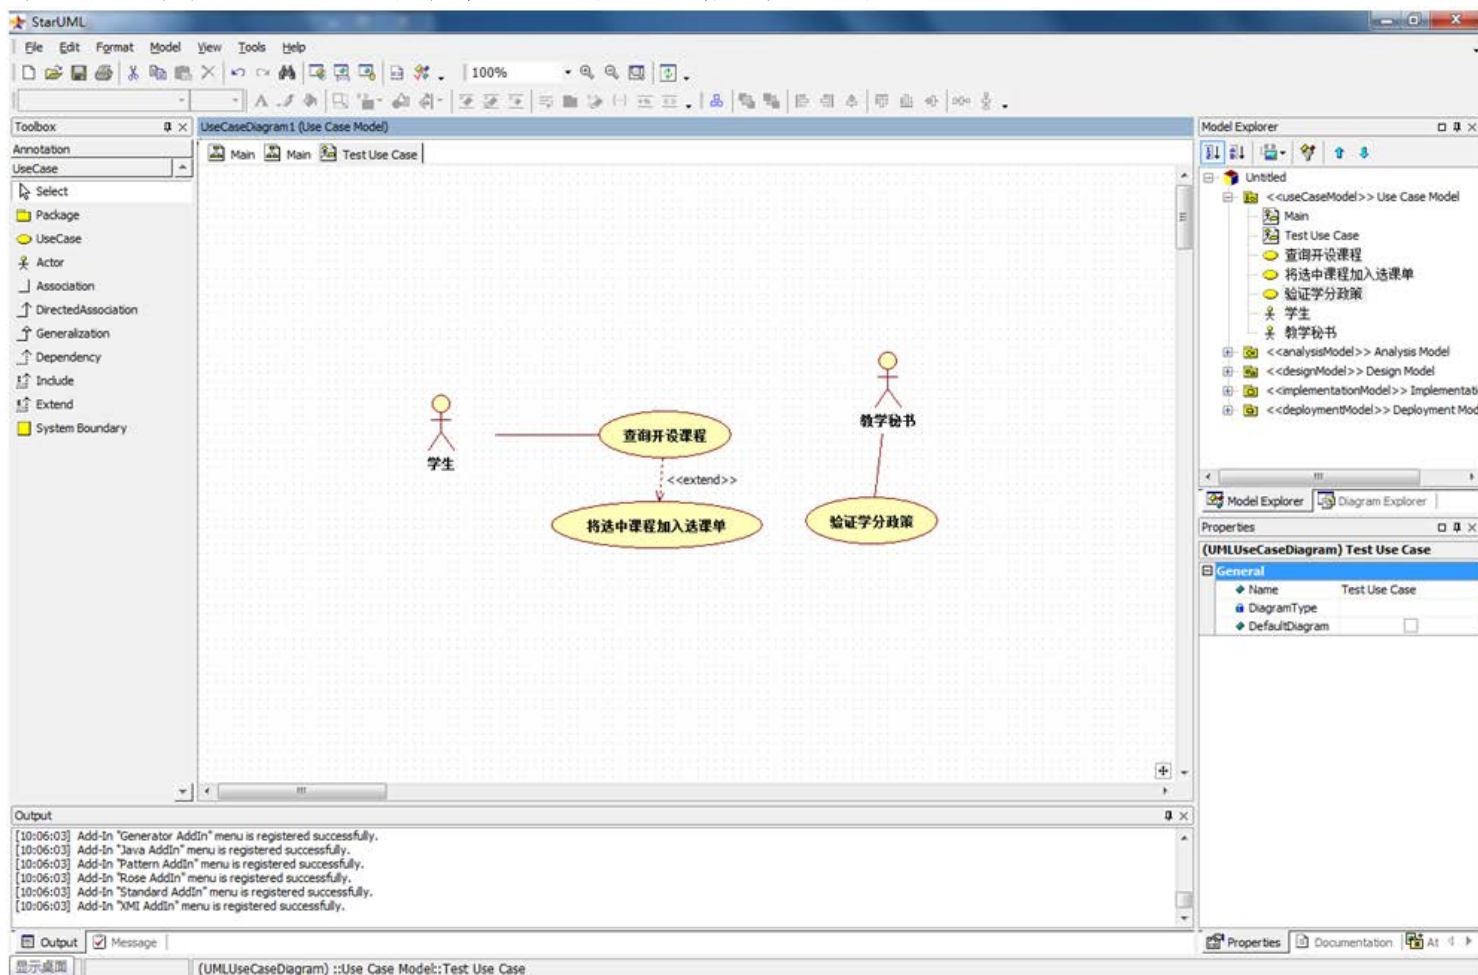 StarUML
File Edit Format Model View Tools Help
100%
Toolbox
Annotation
UseCase
Select
Package
UseCase
Actor
Association
DirectedAssociation
Generalization
Dependency
Include
Extend
System Boundary
UseCaseDiagram1 (Use Case Model)
Main Main Test Use Case
学生
查询开设课程
<<extend>>
将选中课程加入选课单
教学秘书
验证学分政策
Model Explorer
Untitled
<<useCaseModel>> Use Case Model
Main
Test Use Case
查询开设课程
将选中课程加入选课单
验证学分政策
学生
教学秘书
<<analysisModel>> Analysis Model
<<designModel>> Design Model
<<implementationModel>> Implementati
<<deploymentModel>> Deployment Mod
Model Explorer Diagram Explorer
Properties
(UMLUseCaseDiagram) Test Use Case
General
Name Test Use Case
DiagramType
DefaultDiagram
Output
[10:06:03] Add-In "Generator AddIn" menu is registered successfully.
[10:06:03] Add-In "Java AddIn" menu is registered successfully.
[10:06:03] Add-In "Pattern AddIn" menu is registered successfully.
[10:06:03] Add-In "Rose AddIn" menu is registered successfully.
[10:06:03] Add-In "Standard AddIn" menu is registered successfully.
[10:06:03] Add-In "XMI AddIn" menu is registered successfully.
Output Message
Properties Documentation At
显示桌面
(UMLUseCaseDiagram) ::Use Case Model::Test Use Case